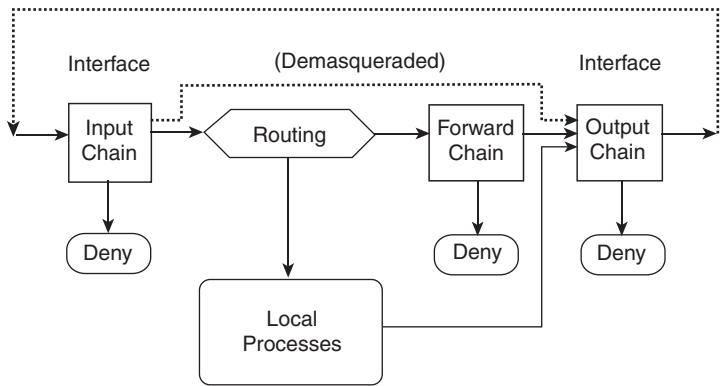 Interface
(Demasqueraded)
Interface
Input
Chain
Routing
Forward
Chain
Output
Chain
Deny
Deny
Deny
Local
Processes